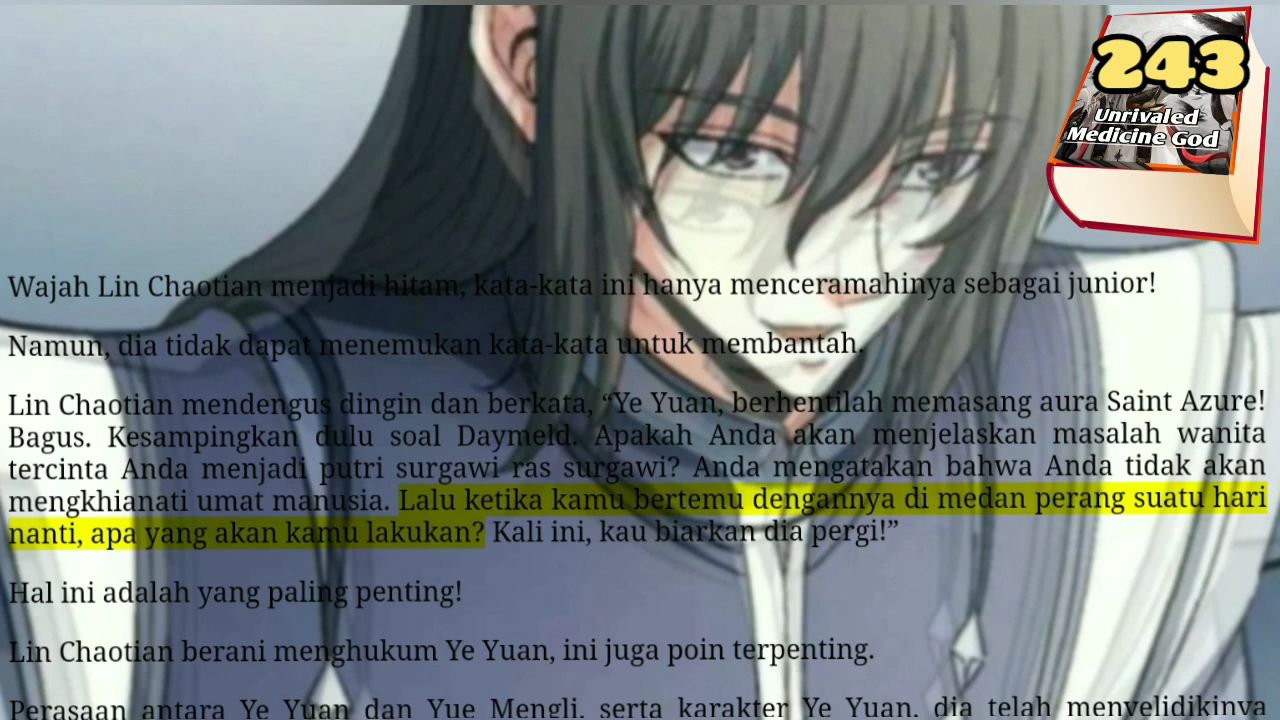 243
Unrivaled
Medicine God
Wajah Lin Chaotian menjadi hitam, kata-kata ini hanya menceramahinya sebagai junior!
Namun, dia tidak dapat menemukan kata-kata untuk membantah.
Lin Chaotian mendengus dingin dan berkata, “Ye Yuan, berhentilah memasang aura Saint Azure!
Bagus. Kesampingkan dulu soal Daymeld. Apakah Anda akan menjelaskan masalah wanita
tercinta Anda menjadi putri surgawi ras surgawi? Anda mengatakan bahwa Anda tidak akan
mengkhianati umat manusia. Lalu ketika kamu bertemu dengannya di medan perang suatu hari
nanti, apa yang akan kamu lakukan? Kali ini, kau biarkan dia pergi!”
Hal ini adalah yang paling penting!
Lin Chaotian berani menghukum Ye Yuan, ini juga poin terpenting.
Perasaan antara Ye Yuan dan Yue Mengli, serta karakter Ye Yuan, dia telah menyelidikinya